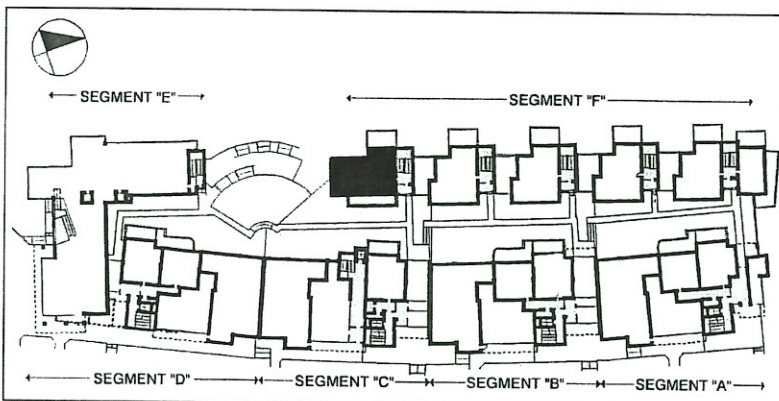 SEGMENT "E"
SEGMENT "F"
SEGMENT "D"
SEGMENT "C"
SEGMENT "B"
SEGMENT "A"